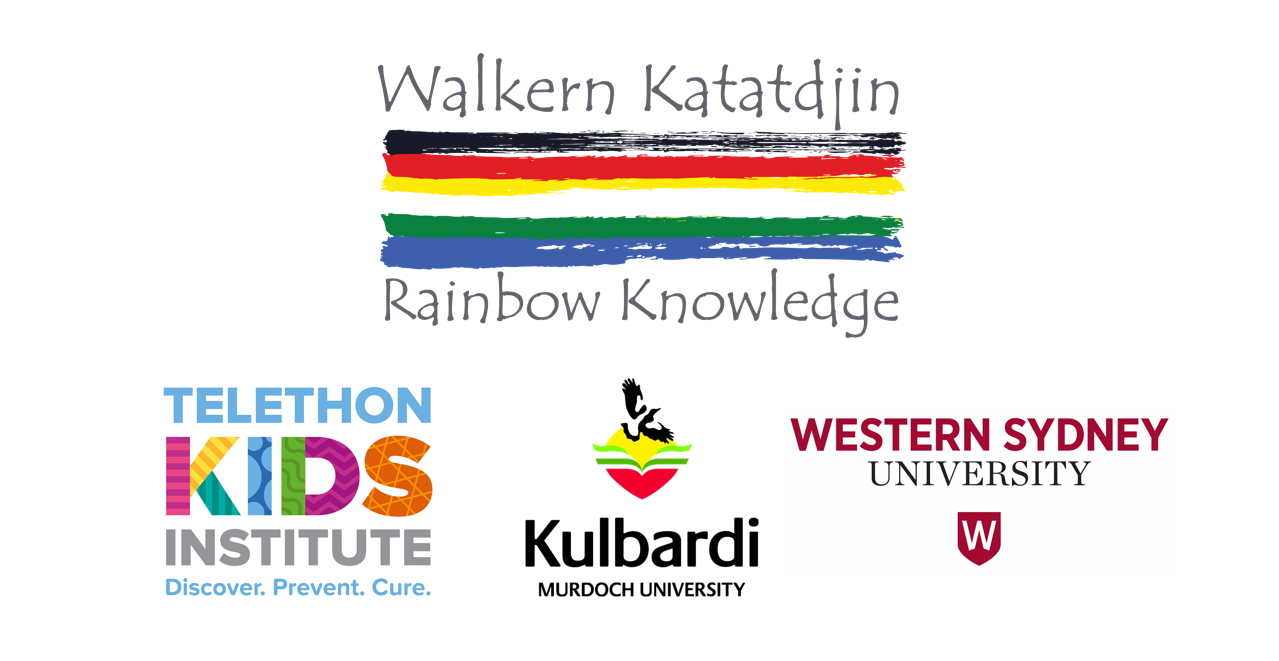 Walkern Katatdjin
Rainbow Knowledge
TELETHON
KIDS
INSTITUTE
Discover. Prevent. Cure.
Kulbardi
MURDOCH UNIVERSITY
WESTERN SYDNEY
UNIVERSITY
W